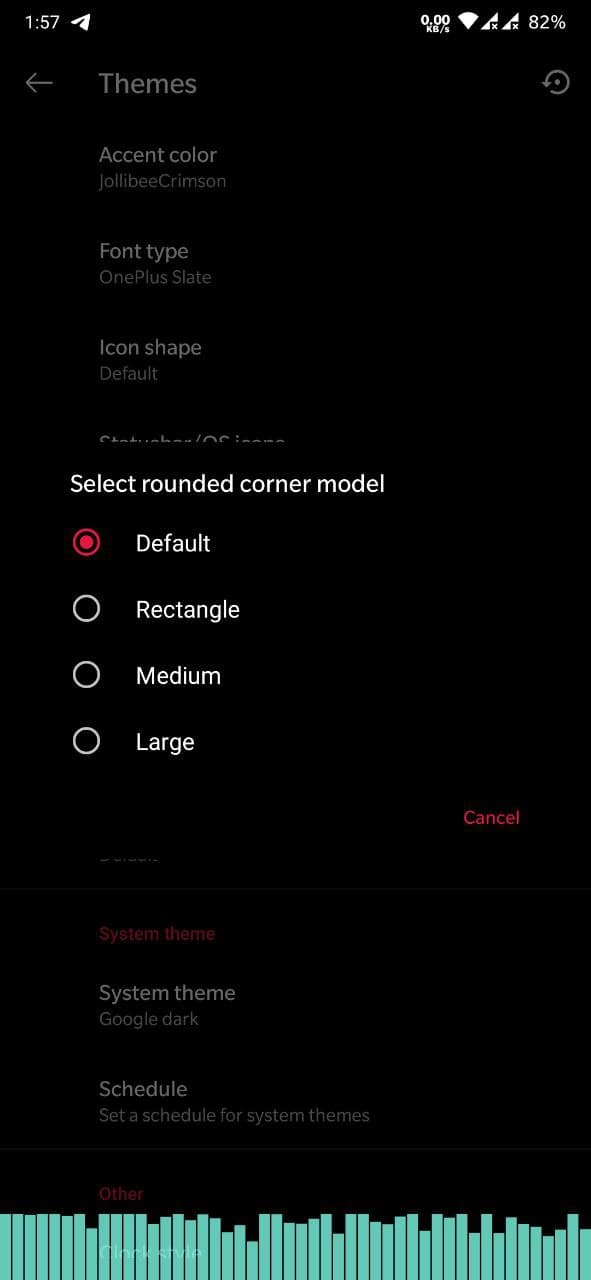 1:57
0.00
KB/s
82%
Themes
Accent color
JollibeeCrimson
Font type
OnePlus Slate
Icon shape
Default
Statusbar/QS icons
Select rounded corner model
Default
Rectangle
Medium
Large
Cancel
Default
System theme
System theme
Google dark
Schedule
Set a schedule for system themes
Other
Clock style